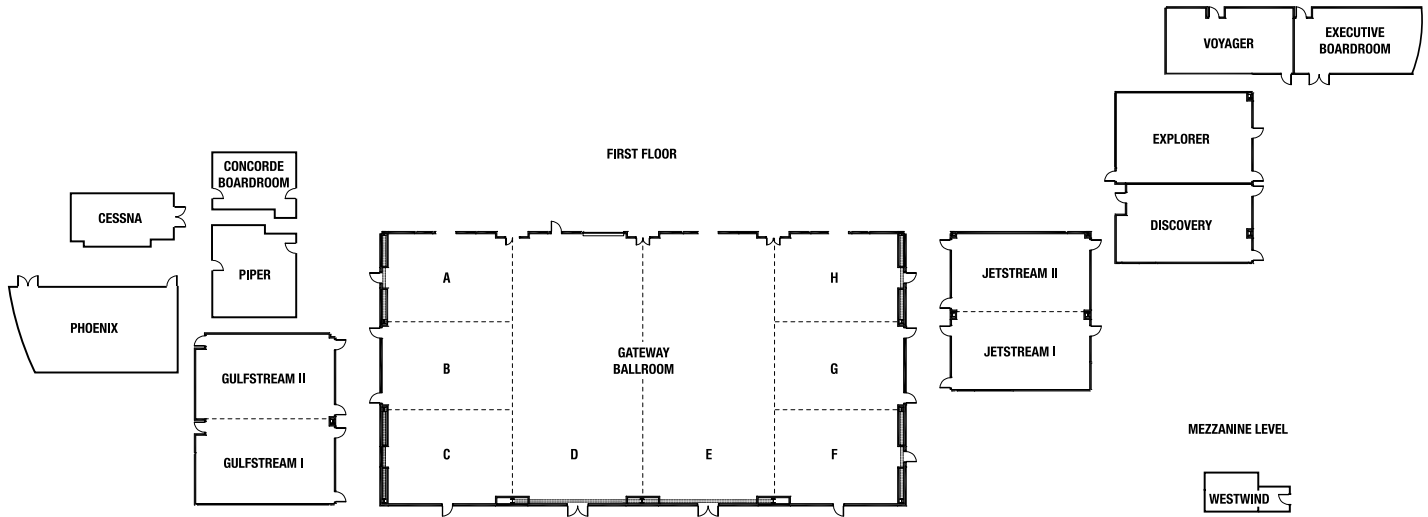 VOYAGER
EXECUTIVE
BOARDROOM
EXPLORER
FIRST FLOOR
CONCORDE
BOARDROOM
CESSNA
DISCOVERY
PIPER
A
H
JETSTREAM II
PHOENIX
GATEWAY
BALLROOM
JETSTREAM I
B
G
GULFSTREAM II
MEZZANINE LEVEL
C
D
E
F
GULFSTREAM I
WESTWIND